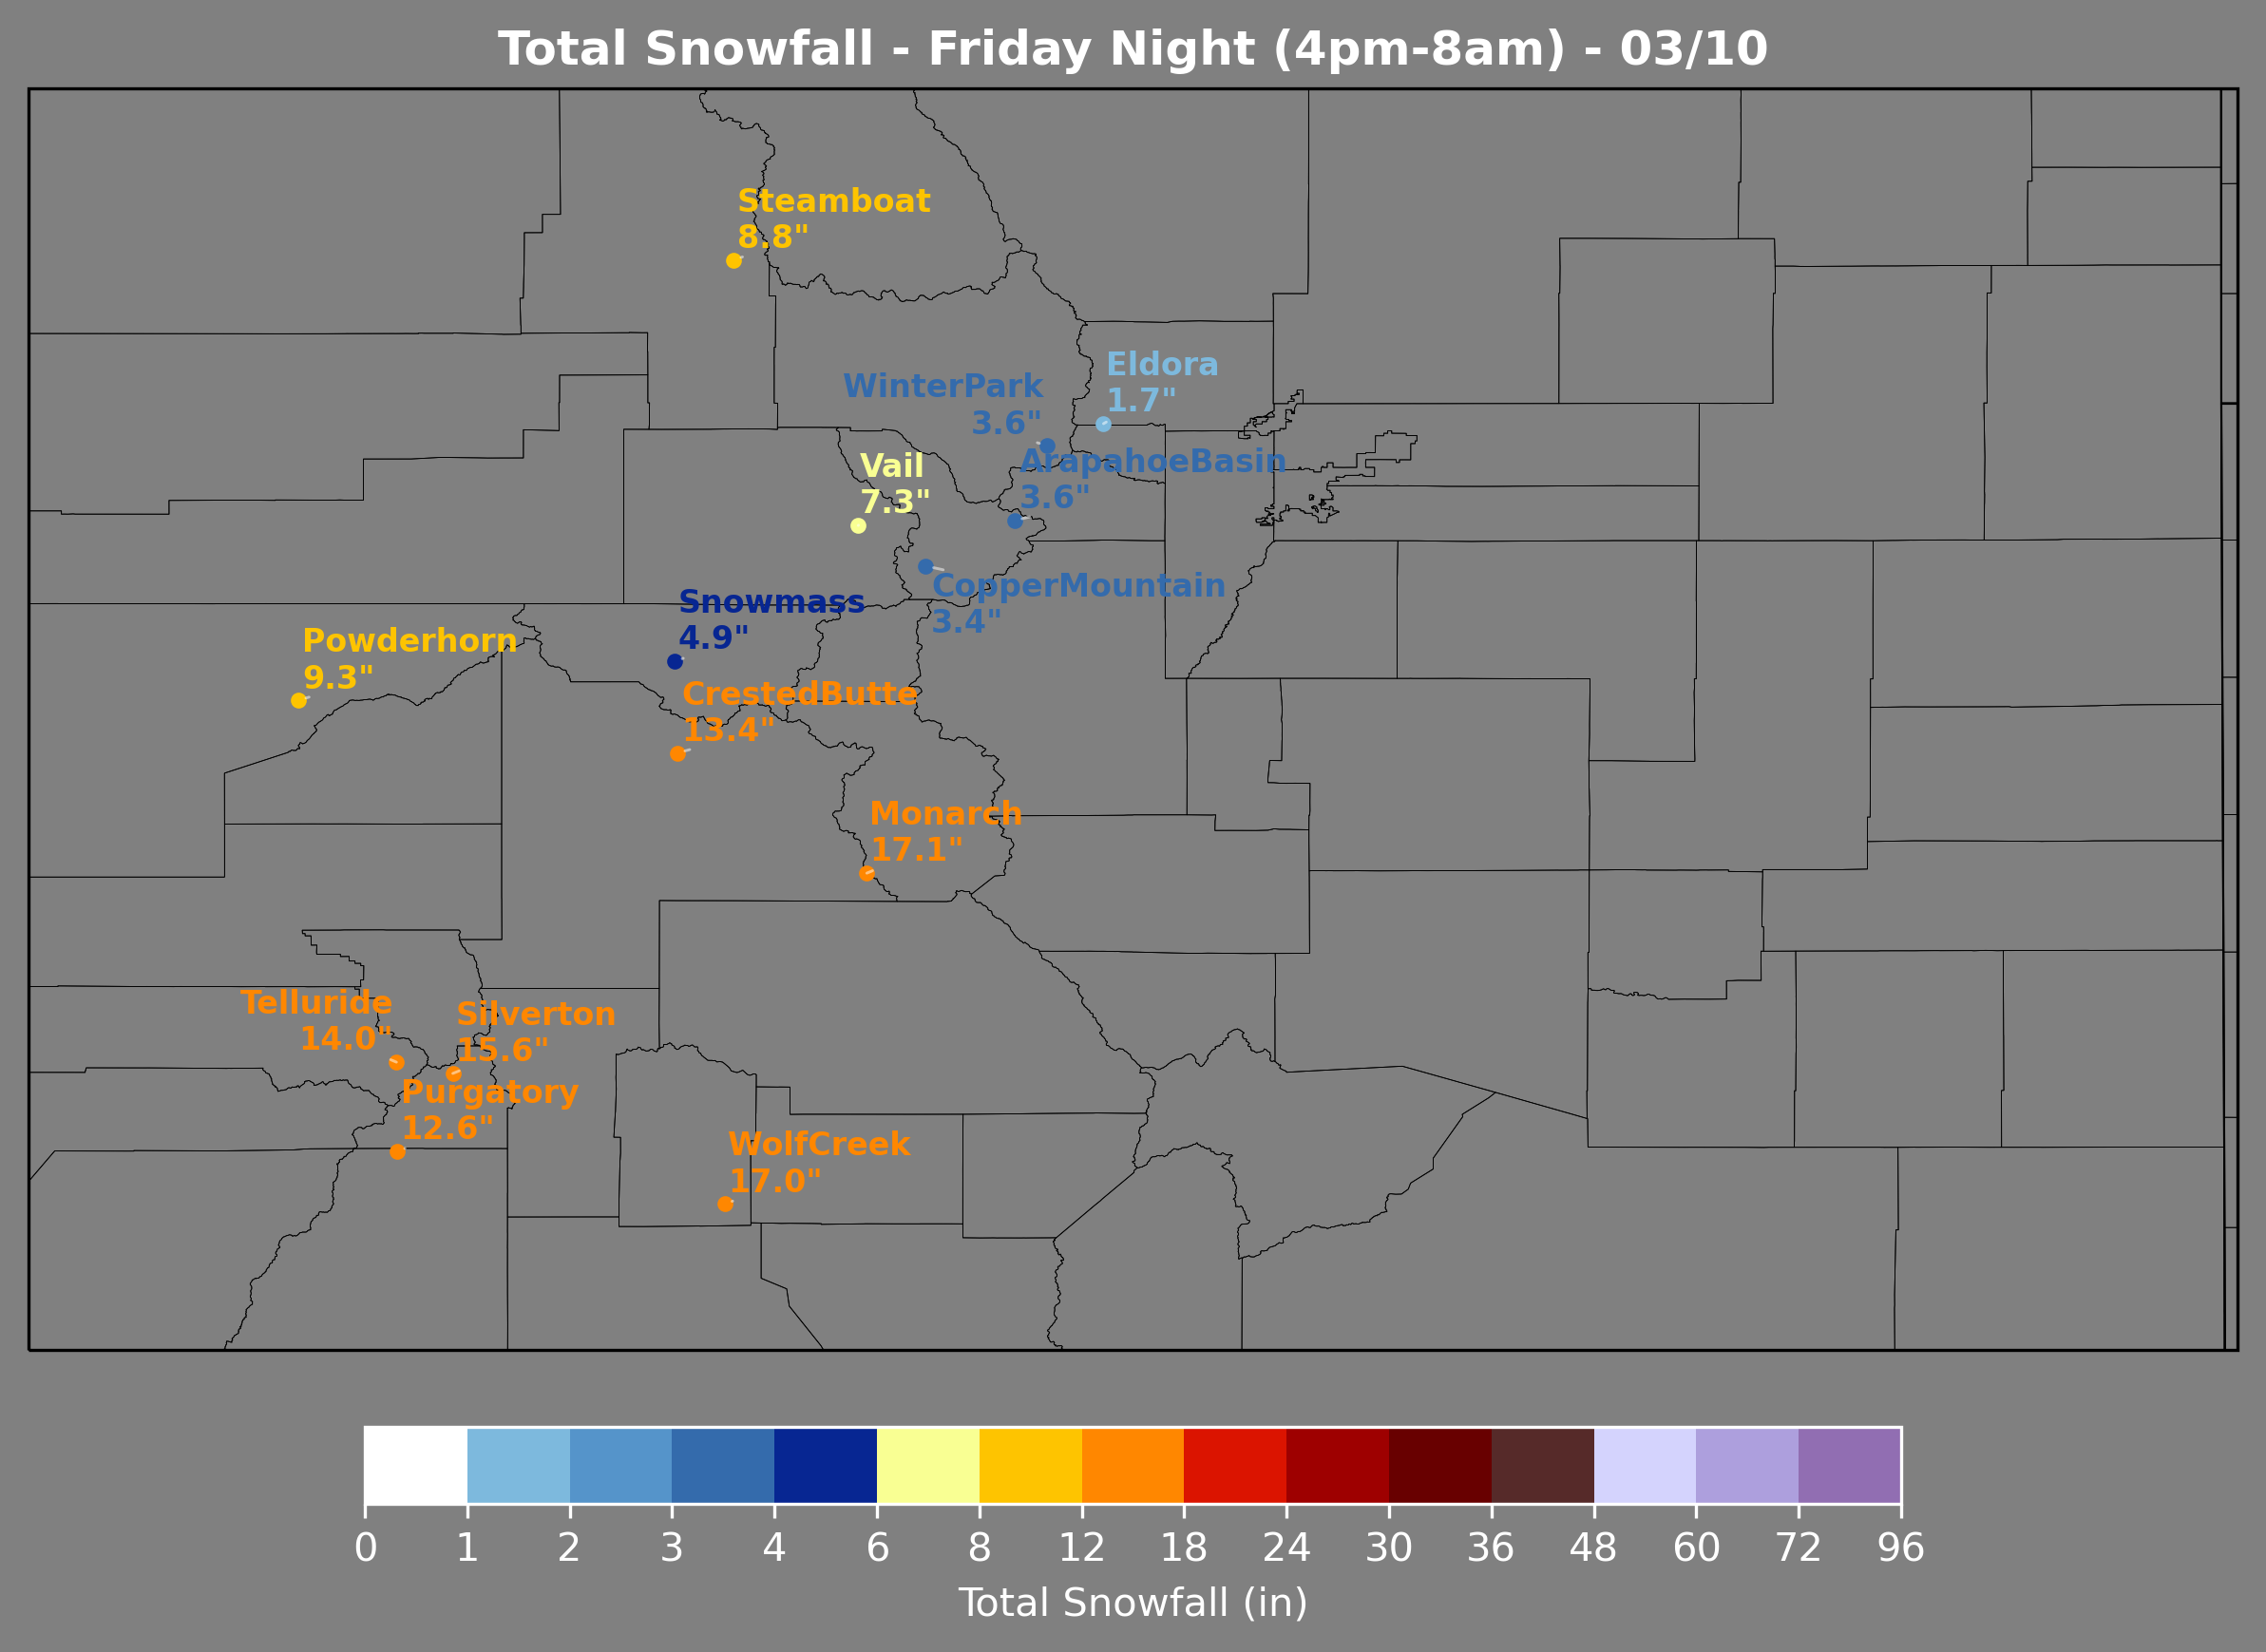 Total Snowfall - Friday Night (4pm-8am) - 03/10
Steamboat
8.8"
Eldora
1.7"
WinterPark
3.6"
Vail
7.3"
ArapahoeBasin
3.6"
CopperMountain
3.4"
Snowmass
4.9"
Powderhorn
9.3"
CrestedButte
13.4"
Monarch
17.1"
Telluride
14.0"
Silverton
15.6"
Purgatory
12.6"
WolfCreek
17.0"
0 1 2 3 4 6 8 12 18 24 30 36 48 60 72 96
Total Snowfall (in)